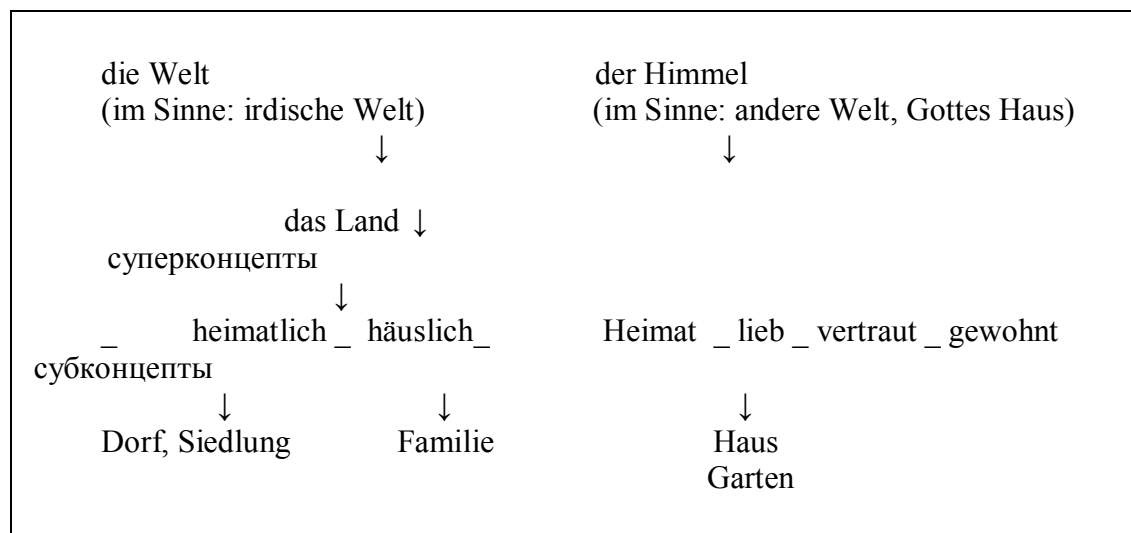 die Welt der Himmel
(im Sinne: irdische Welt) (im Sinne: andere Welt, Gottes Haus)
↓ ↓
das Land ↓
суперконцепты
↓
_ heimatlich _ häuslich_ Heimat _ lieb _ vertraut _ gewohnt
субконцепты
↓ ↓ ↓
Dorf, Siedlung Familie Haus
Garten